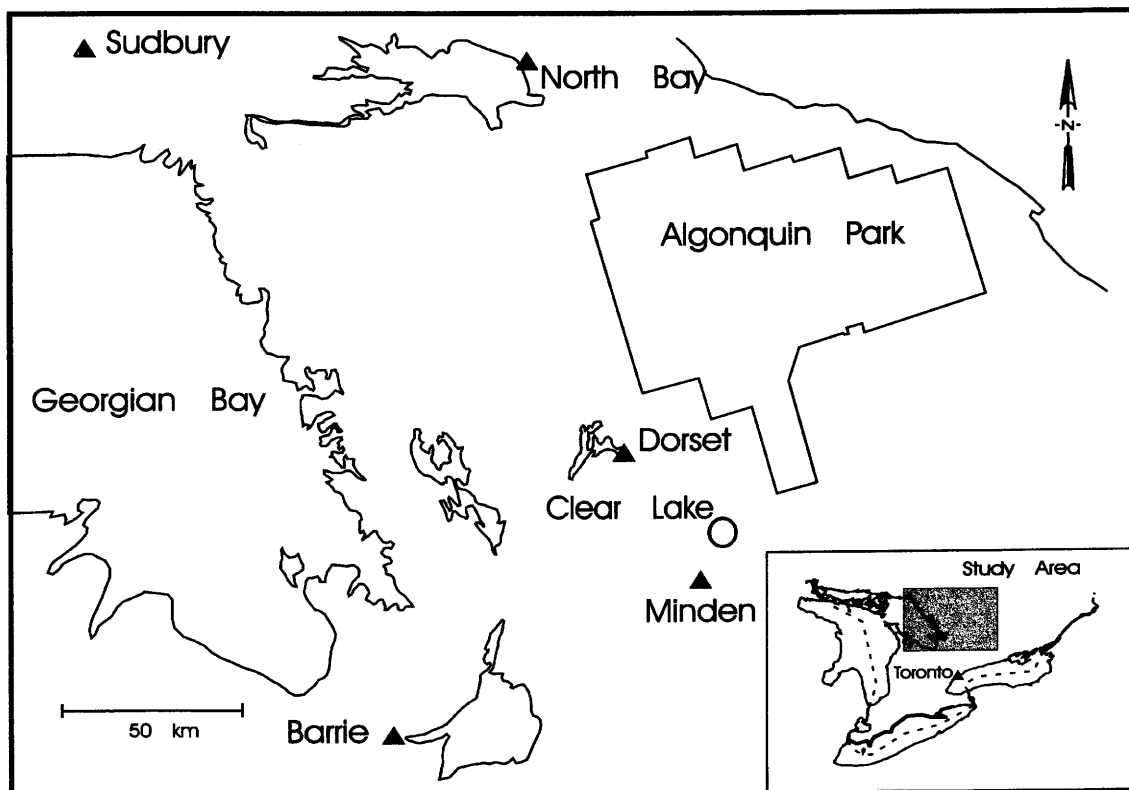 Sudbury
North Bay
N
Algonquin Park
Georgian Bay
Dorset
Clear Lake
Minden
Study Area
Toronto
50 km
Barrie